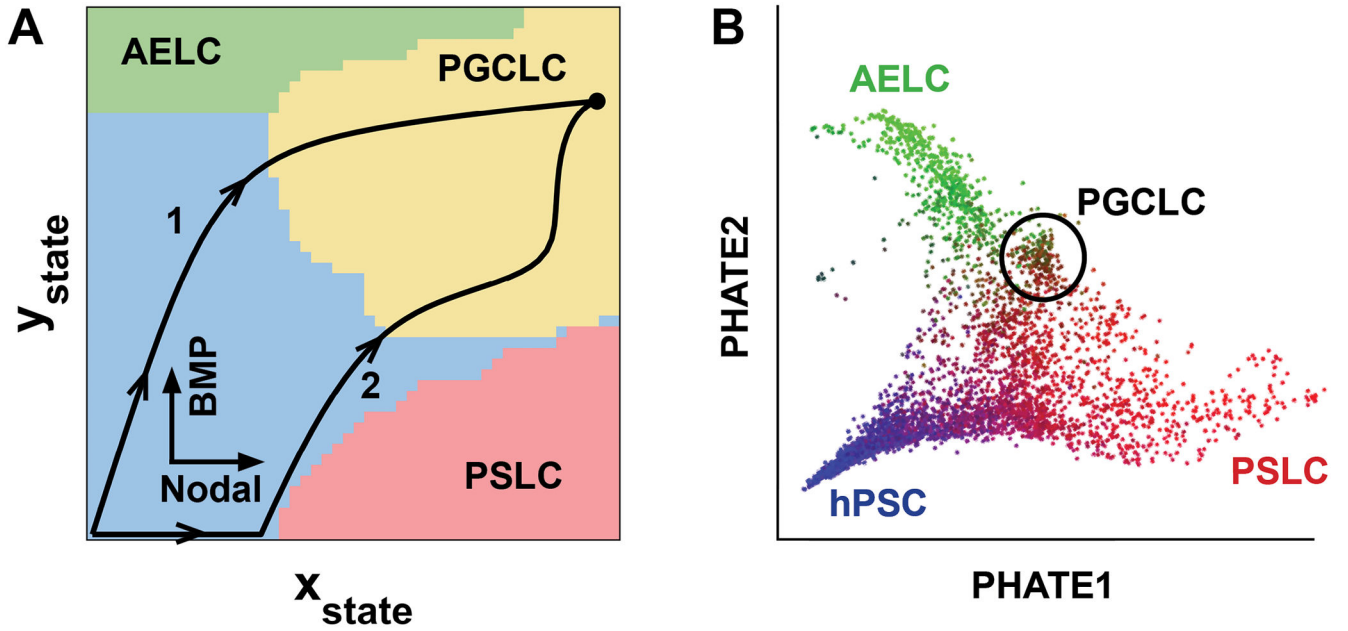 A
AELC
PGCLC
1
2
BMP
Nodal
PSLC
y state
x state
B
AELC
PGCLC
PHATE2
hPSC
PSLC
PHATE1